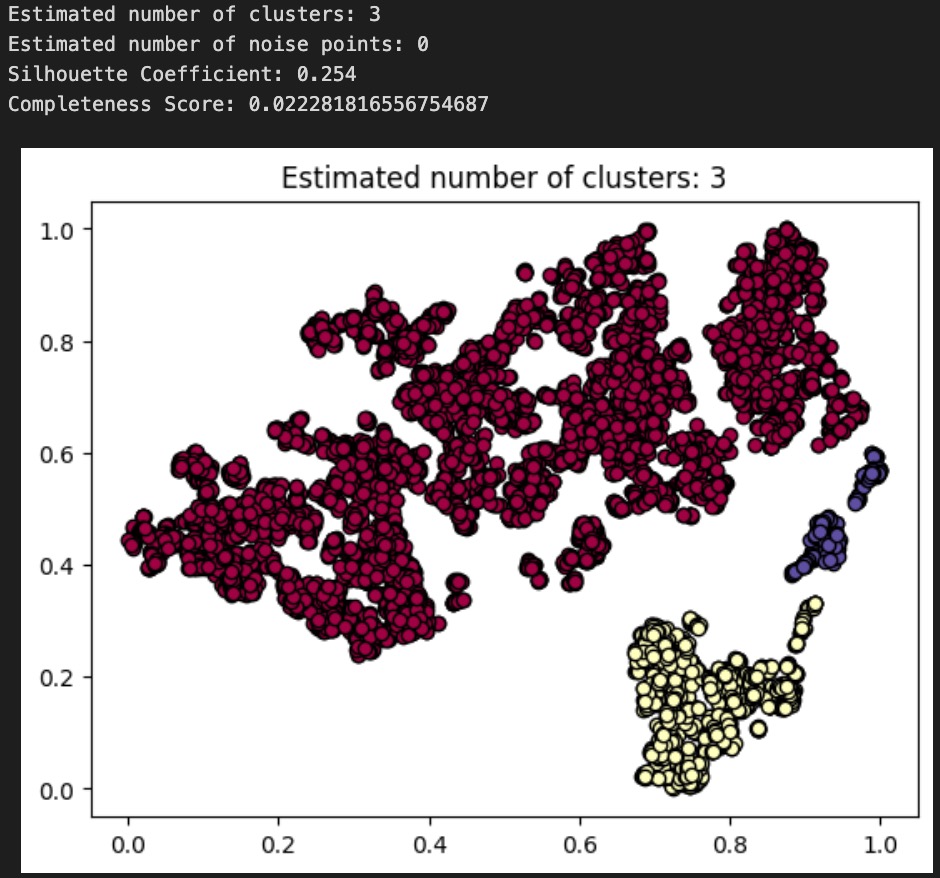 Estimated number of clusters: 3
Estimated number of noise points: 0
Silhouette Coefficient: 0.254
Completeness Score: 0.022281816556754687
Estimated number of clusters: 3
1.0
0.8
0.6
0.4
0.2
0.0
0.0 0.2 0.4 0.6 0.8 1.0